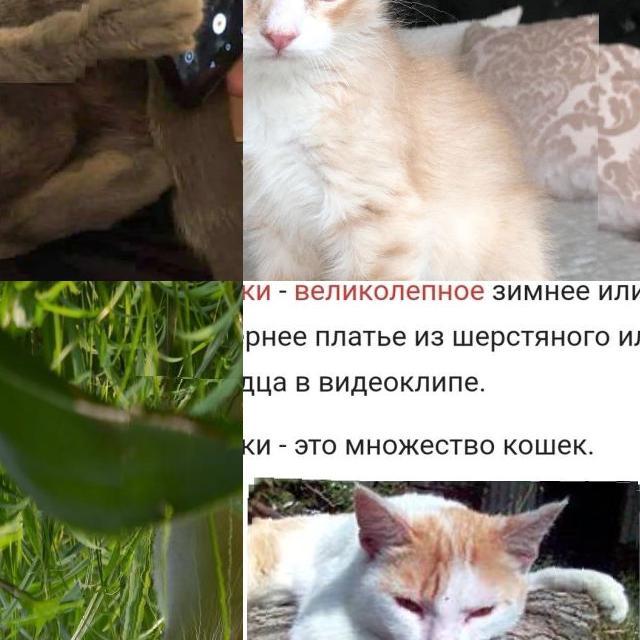 ки - великолепное зимнее или
рнее платье из шерстяного ил
дца в видеоклипе.
ки - это множество кошек.